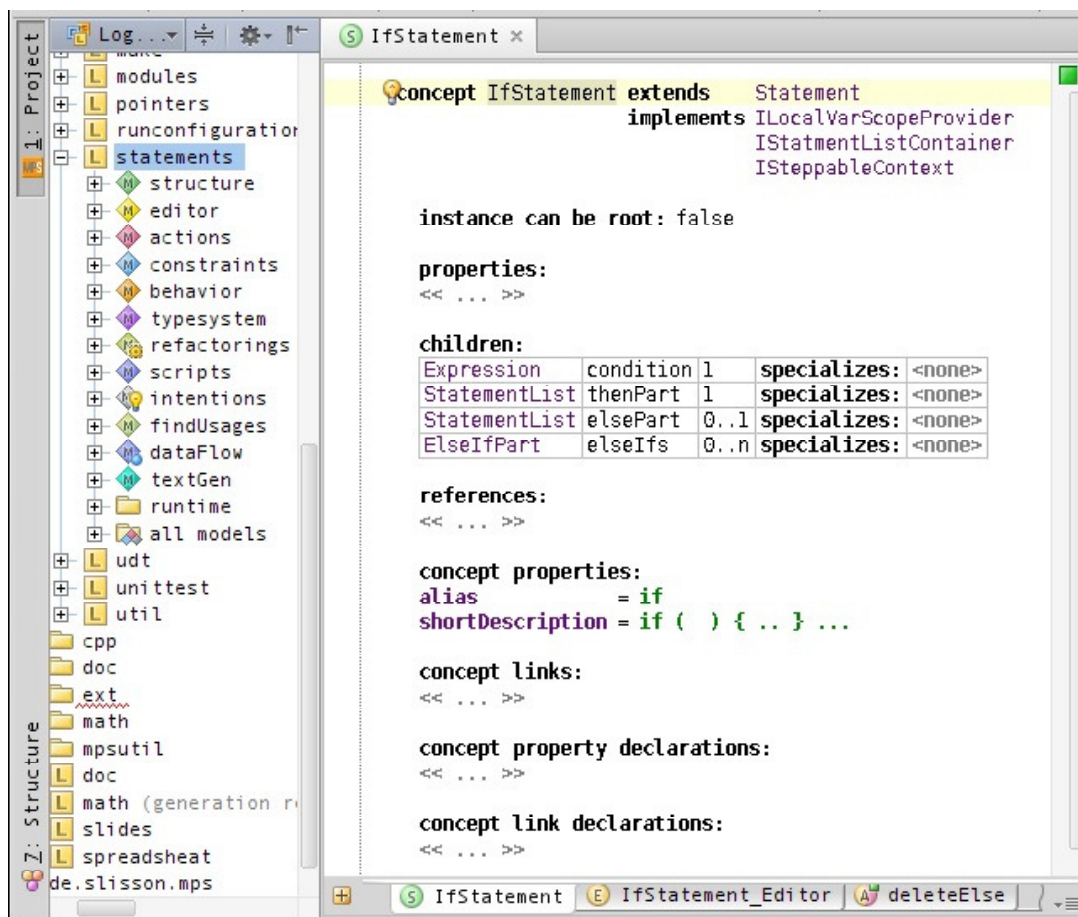 1: Project
Log...
IfStatement ×
make
modules
pointers
runconfiguration
statements
structure
editor
actions
constraints
behavior
typesystem
refactorings
scripts
intentions
findUsages
dataFlow
textGen
runtime
all models
udt
unittest
util
cpp
doc
ext
math
mpsutil
doc
math (generation r
slides
spreadsheat
de.slisson.mps
7: Structure
concept IfStatement extends Statement
implements ILocalVarScopeProvider
IStatmentListContainer
ISteppableContext
instance can be root: false
properties:
<< ... >>
children:
Expression condition 1 specializes: <none>
StatementList thenPart 1 specializes: <none>
StatementList elsePart 0..1 specializes: <none>
ElseIfPart elseIfs 0..n specializes: <none>
references:
<< ... >>
concept properties:
alias = if
shortDescription = if (  ) { .. } ...
concept links:
<< ... >>
concept property declarations:
<< ... >>
concept link declarations:
<< ... >>
IfStatement IfStatement_Editor deleteElse